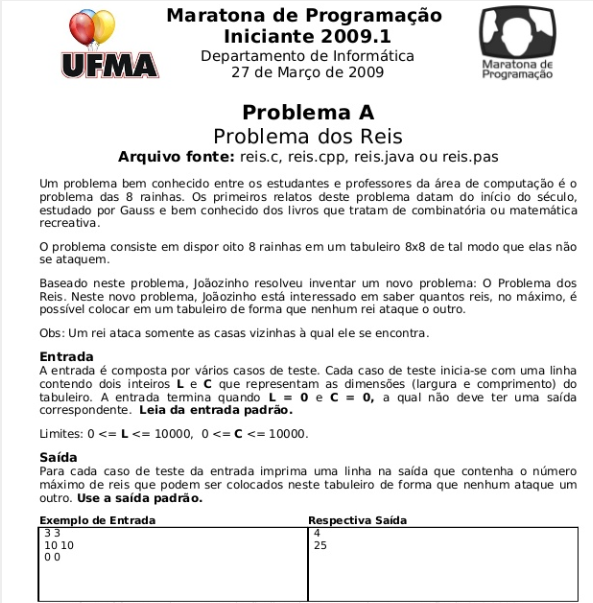 UFMA
Maratona de Programação
Iniciante 2009.1
Departamento de Informática
27 de Março de 2009
Maratona de
Programação
Problema A
Problema dos Reis
Arquivo fonte: reis.c, reis.cpp, reis.java ou reis.pas
Um problema bem conhecido entre os estudantes e professores da área de computação é o
problema das 8 rainhas. Os primeiros relatos deste problema datam do início do século,
estudado por Gauss e bem conhecido dos livros que tratam de combinatória ou matemática
recreativa.
O problema consiste em dispor oito 8 rainhas em um tabuleiro 8x8 de tal modo que elas não
se ataquem.
Baseado neste problema, Joãozinho resolveu inventar um novo problema: O Problema dos
Reis. Neste novo problema, Joãozinho está interessado em saber quantos reis, no máximo, é
possível colocar em um tabuleiro de forma que nenhum rei ataque o outro.
Obs: Um rei ataca somente as casas vizinhas à qual ele se encontra.
Entrada
A entrada é composta por vários casos de teste. Cada caso de teste inicia-se com uma linha
contendo dois inteiros L e C que representam as dimensões (largura e comprimento) do
tabuleiro. A entrada termina quando L = 0 e C = 0, a qual não deve ter uma saída
correspondente. Leia da entrada padrão.
Limites: 0 <= L <= 10000, 0 <= C <= 10000.
Saída
Para cada caso de teste da entrada imprima uma linha na saída que contenha o número
máximo de reis que podem ser colocados neste tabuleiro de forma que nenhum ataque um
outro. Use a saída padrão.
Exemplo de Entrada Respectiva Saída
3 3 4
10 10 25
0 0